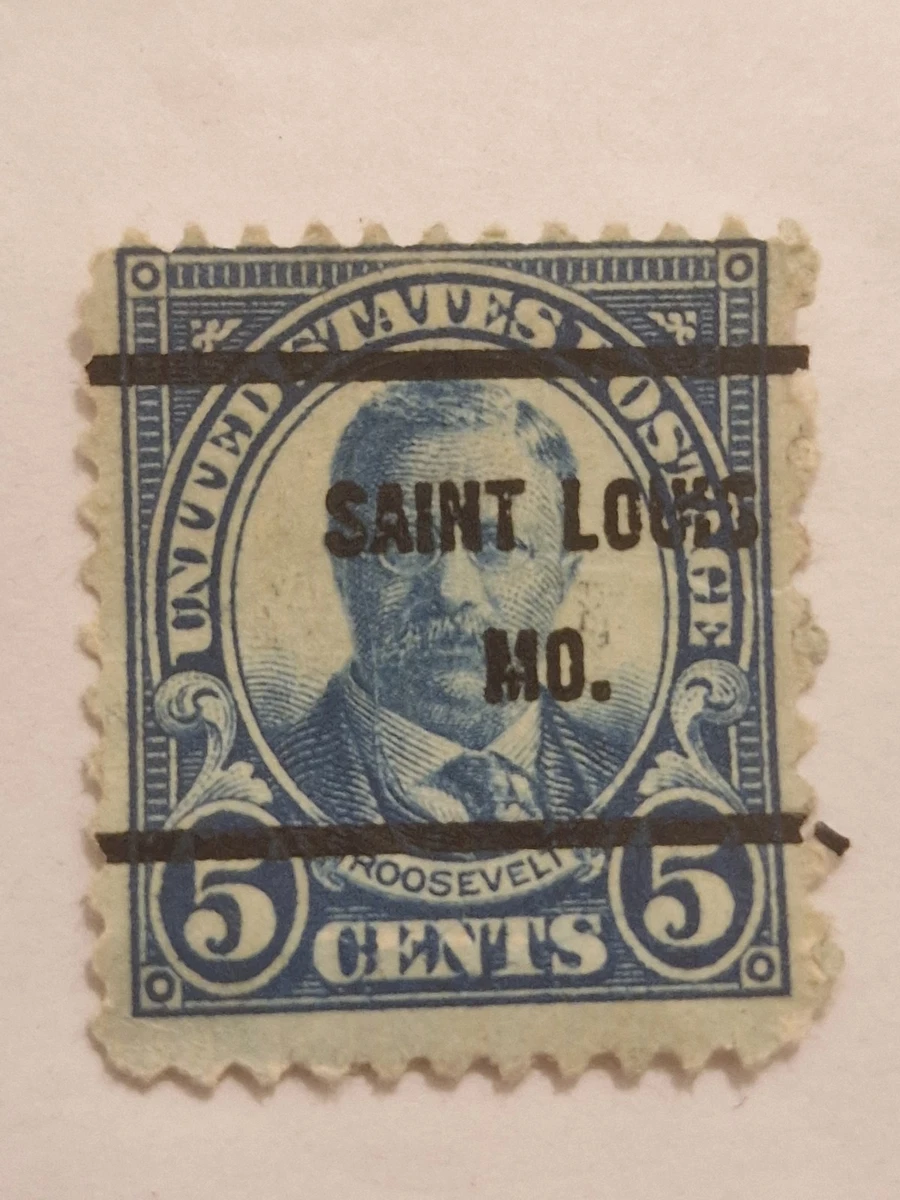 UNITED STATES POSTAGE
SAINT LOUIS
MO.
ROOSEVELT
5 5
CENTS